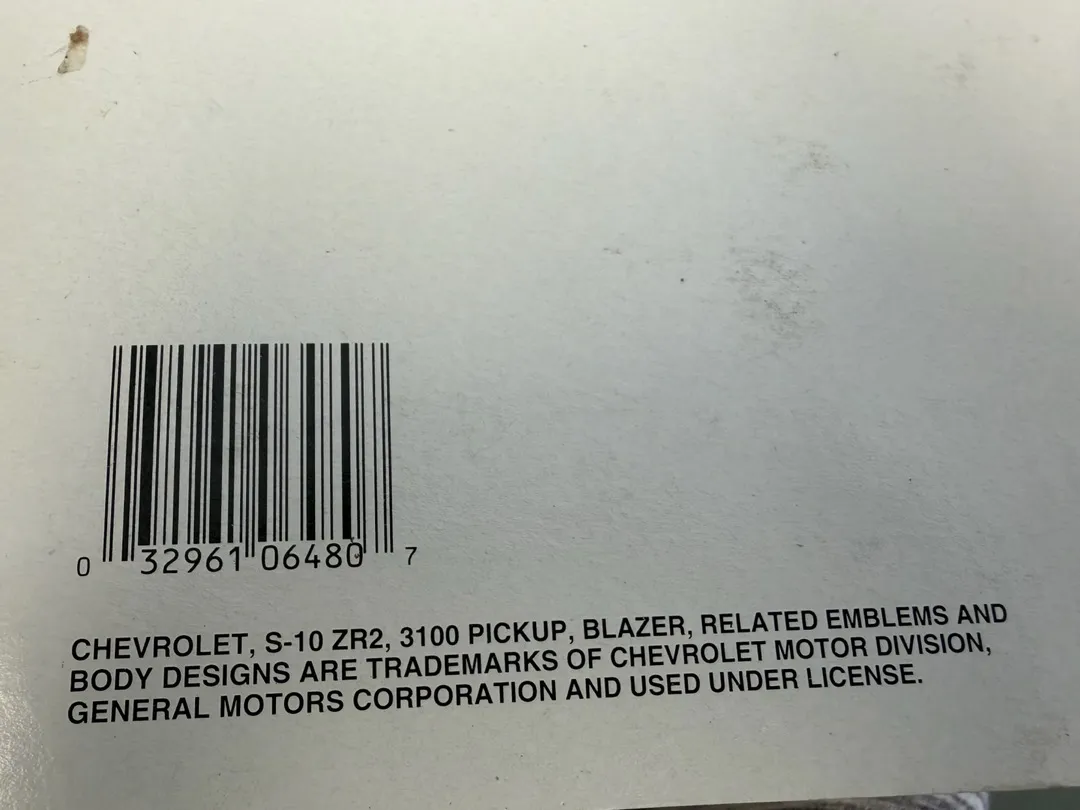 0 32961 06480 7
CHEVROLET, S-10 ZR2, 3100 PICKUP, BLAZER, RELATED EMBLEMS AND
BODY DESIGNS ARE TRADEMARKS OF CHEVROLET MOTOR DIVISION,
GENERAL MOTORS CORPORATION AND USED UNDER LICENSE.